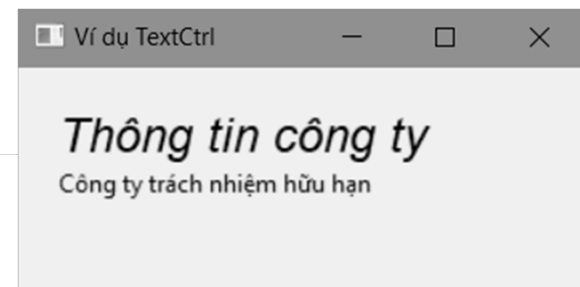 Ví dụ TextCtrl
Thông tin công ty
Công ty trách nhiệm hữu hạn